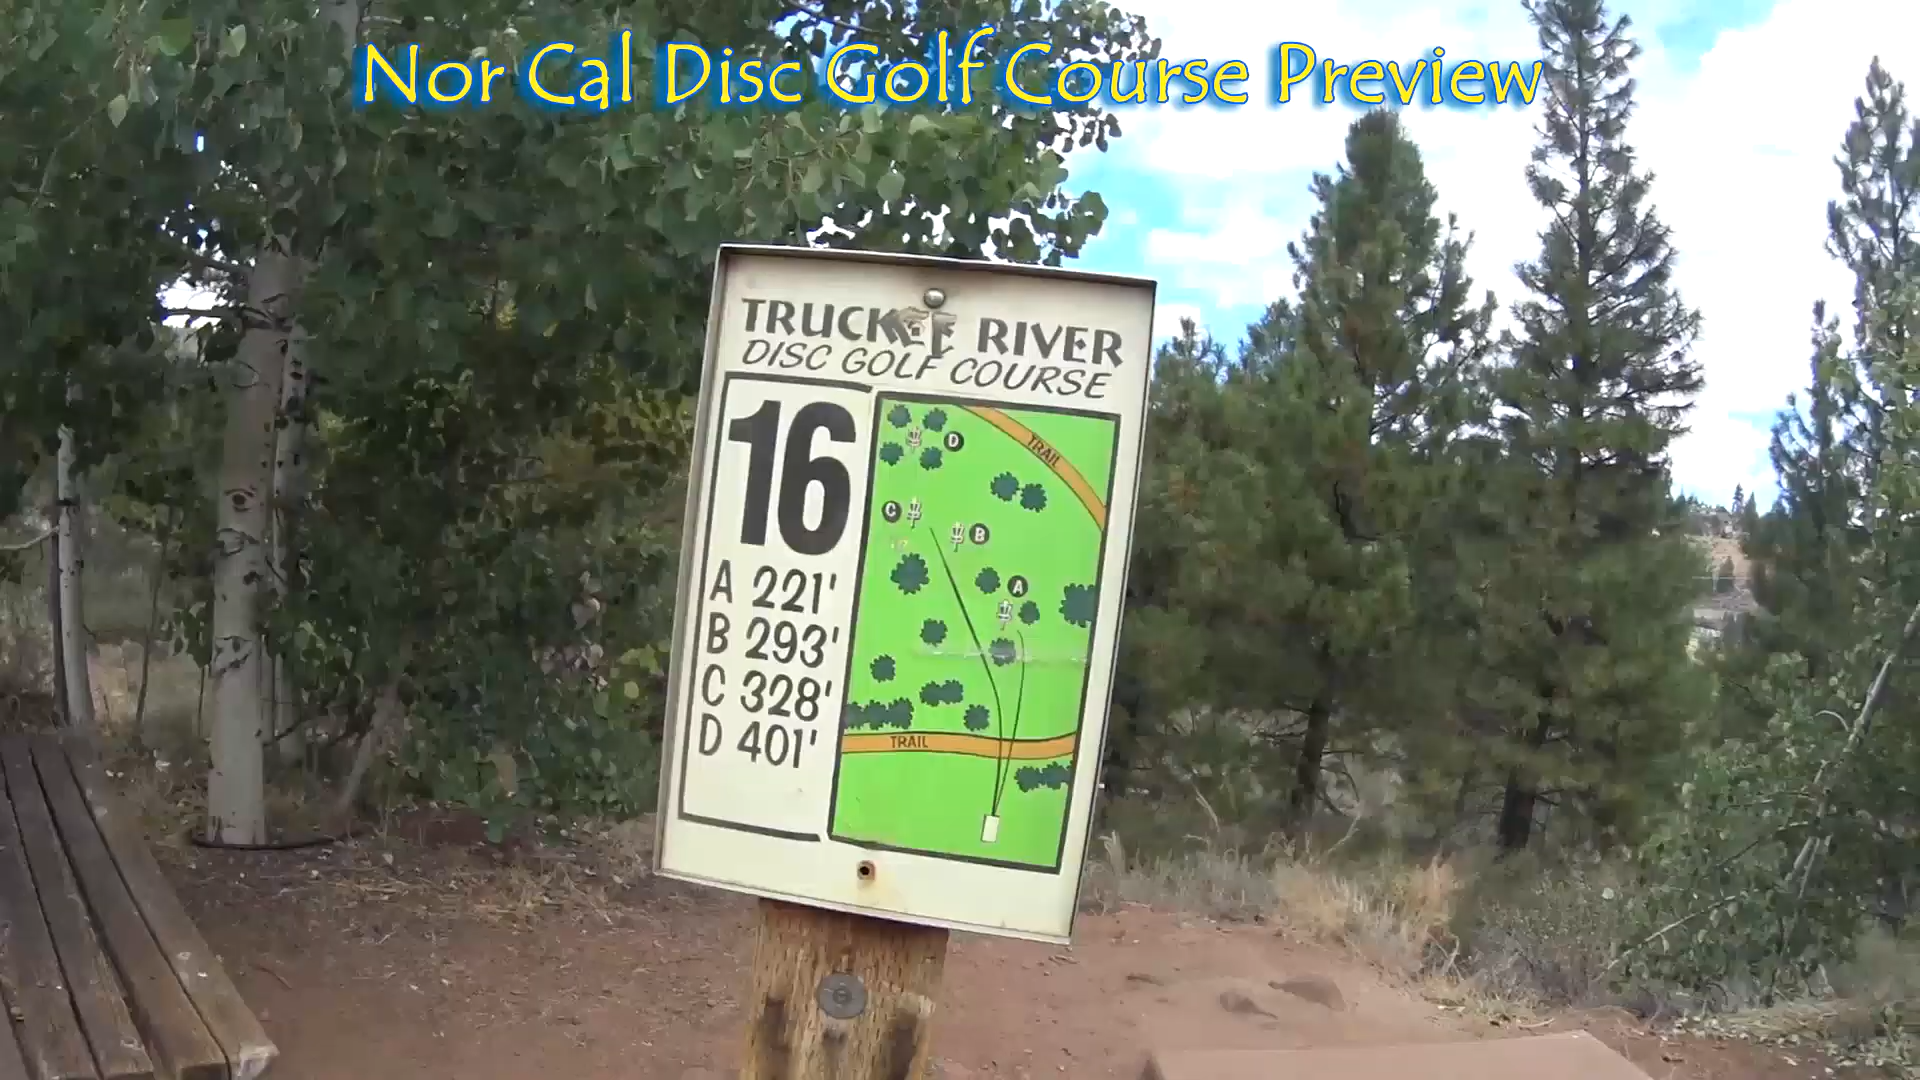 Nor Cal Disc Golf Course Preview
TRUCKEE RIVER
DISC GOLF COURSE
16
A 221'
B 293'
C 328'
D 401'
D
TRAIL
C
B
A
TRAIL